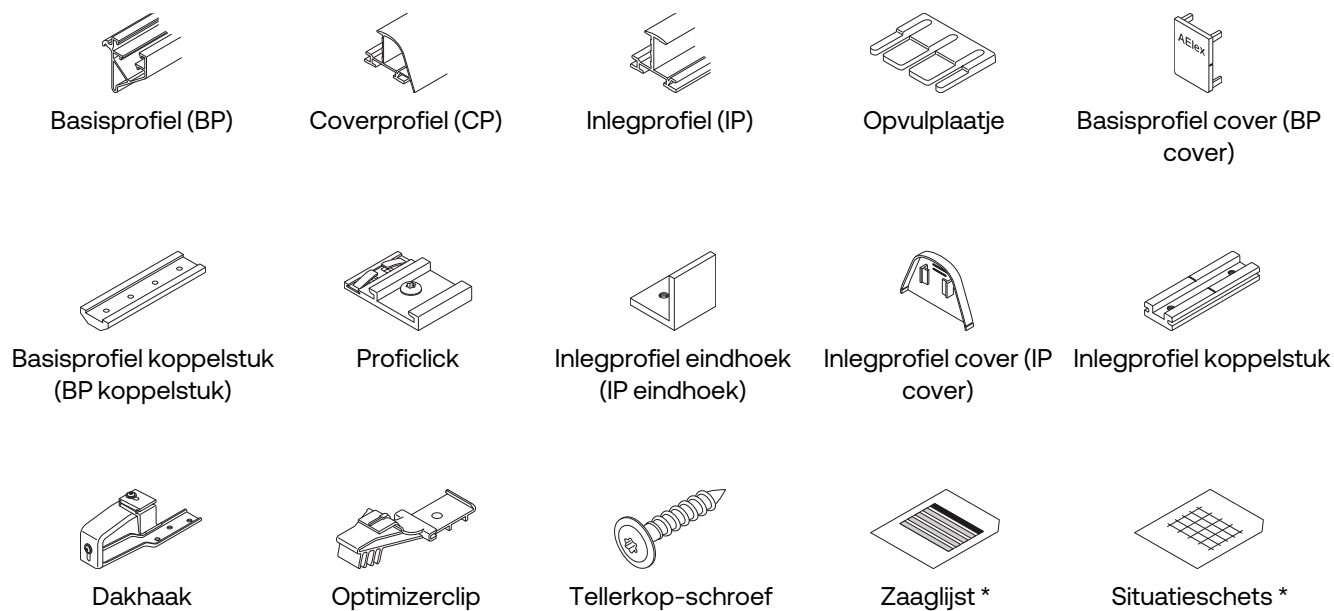 AElex
Basisprofiel (BP)
Coverprofiel (CP)
Inlegprofiel (IP)
Opvulplaatje
Basisprofiel cover (BP
cover)
Basisprofiel koppelstuk
(BP koppelstuk)
Proficlick
Inlegprofiel eindhoek
(IP eindhoek)
Inlegprofiel cover (IP
cover)
Inlegprofiel koppelstuk
Dakhaak
Optimizerclip
Tellerkop-schroef
Zaaglijst *
Situatieschets *